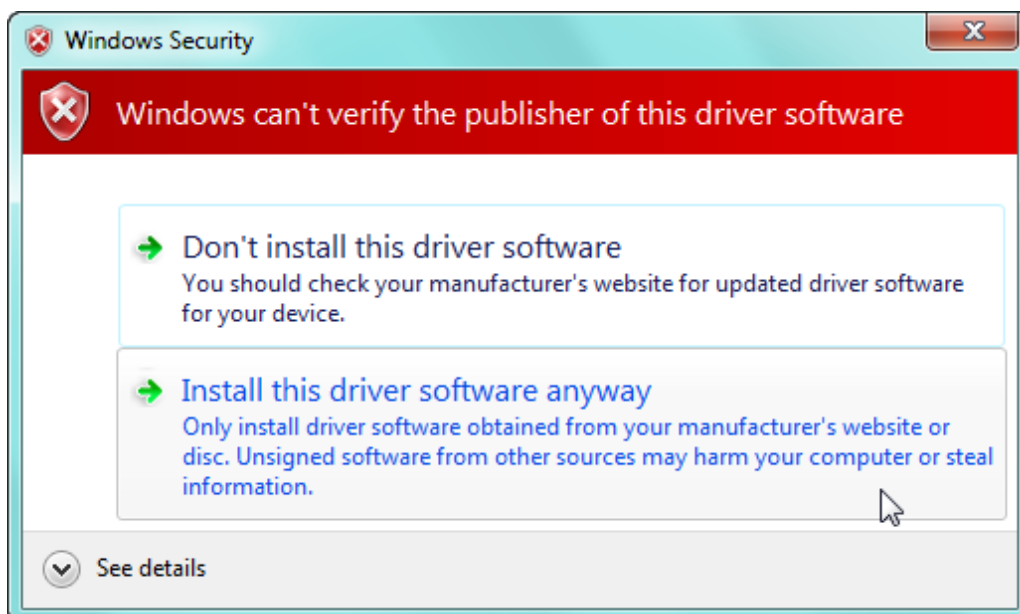 Windows Security
Windows can't verify the publisher of this driver software
Don't install this driver software
You should check your manufacturer's website for updated driver software
for your device.
Install this driver software anyway
Only install driver software obtained from your manufacturer's website or
disc. Unsigned software from other sources may harm your computer or steal
information.
See details